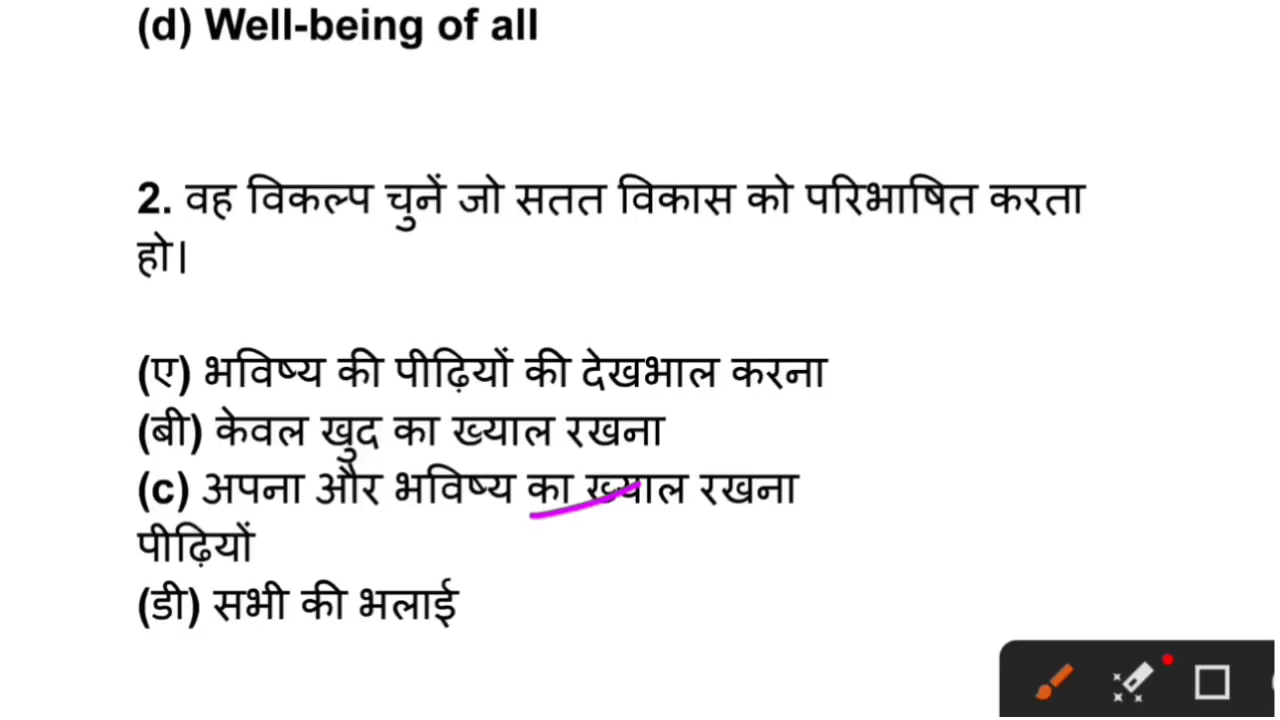 (d) Well-being of all
2. वह विकल्प चुनें जो सतत विकास को परिभाषित करता
हो।
(ए) भविष्य की पीढ़ियों की देखभाल करना
(बी) केवल खुद का ख्याल रखना
(c) अपना और भविष्य का ख्याल रखना
पीढ़ियों
(डी) सभी की भलाई